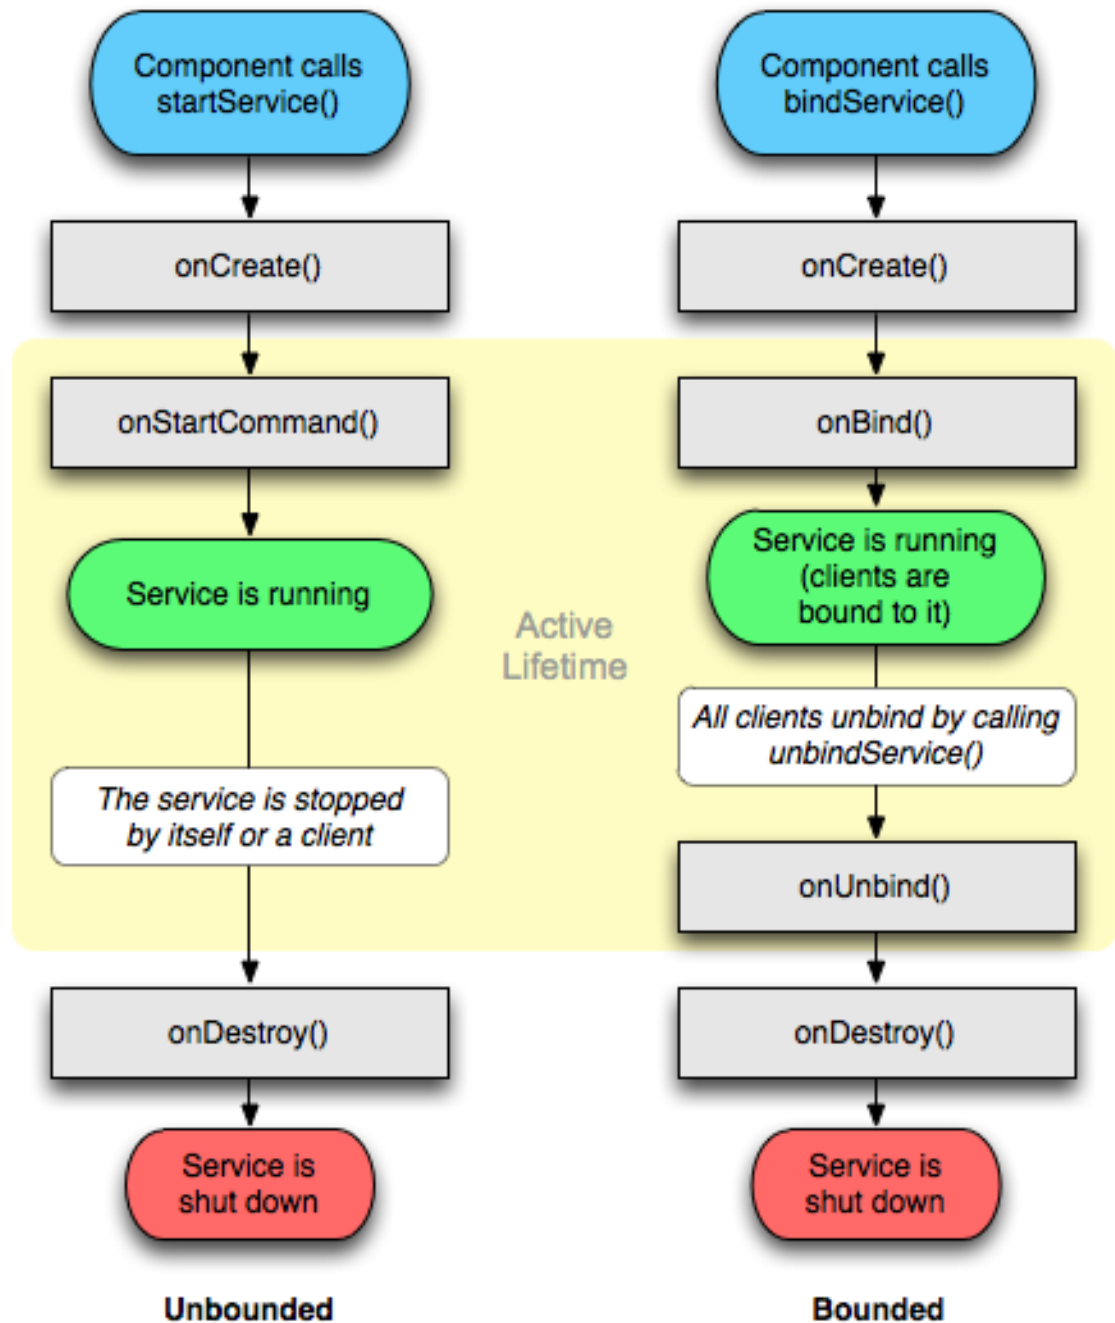 Component calls
startService()
onCreate()
onStartCommand()
Service is running
The service is stopped
by itself or a client
onDestroy()
Service is
shut down
Unbounded
Active
Lifetime
Component calls
bindService()
onCreate()
onBind()
Service is running
(clients are
bound to it)
All clients unbind by calling
unbindService()
onUnbind()
onDestroy()
Service is
shut down
Bounded